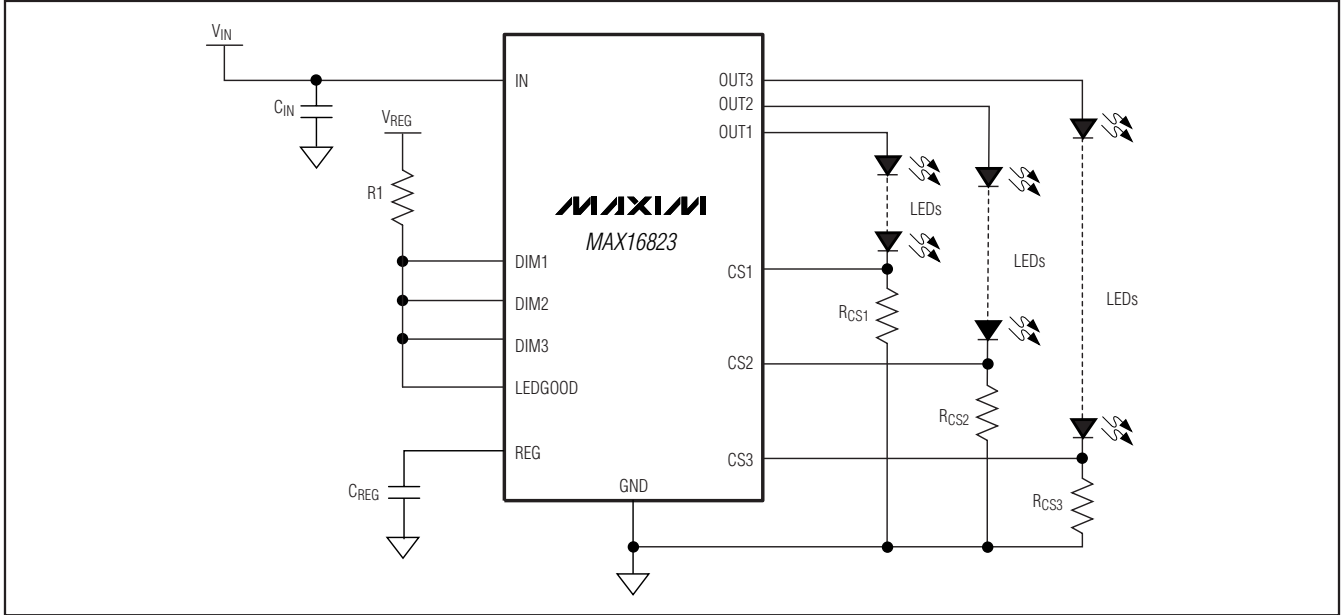 VIN
CIN
VREG
R1
IN
DIM1
DIM2
DIM3
LEDGOOD
REG
CREG
MAXIM
MAX16823
GND
OUT3
OUT2
OUT1
CS1
CS2
CS3
LEDs
LEDs
LEDs
RCS1
RCS2
RCS3